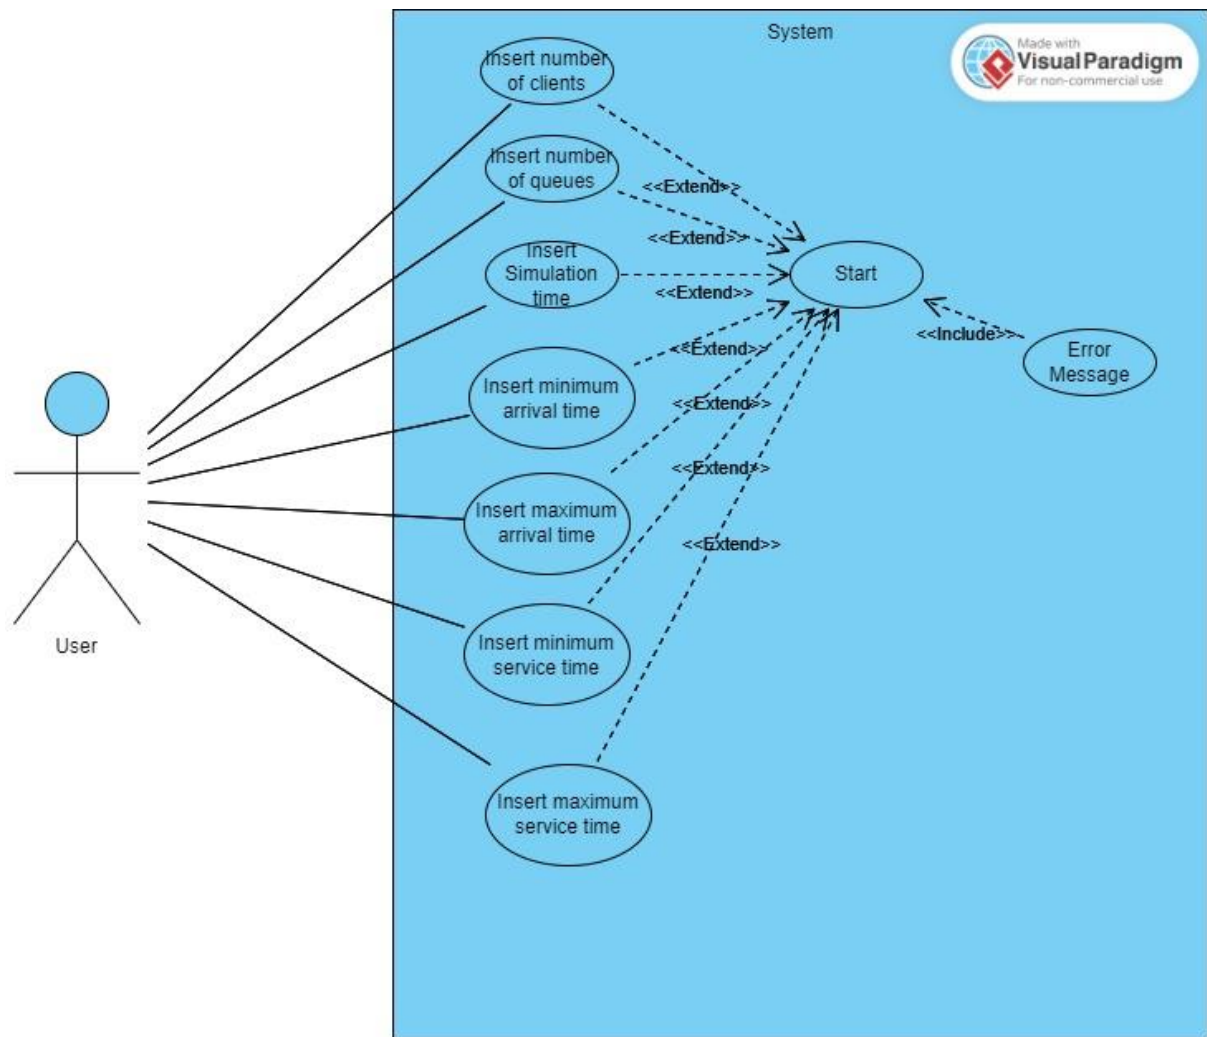 System
Made with
Visual Paradigm
For non-commercial use
Insert number
of clients
Insert number
of queues
<<Extend>>
<<Extend>>
Insert
Simulation
time
Start
<<Extend>>
<<Include>>
Error
Message
<<Extend>>
Insert minimum
arrival time
<<Extend>>
<<Extend>>
Insert maximum
arrival time
<<Extend>>
User
Insert minimum
service time
Insert maximum
service time